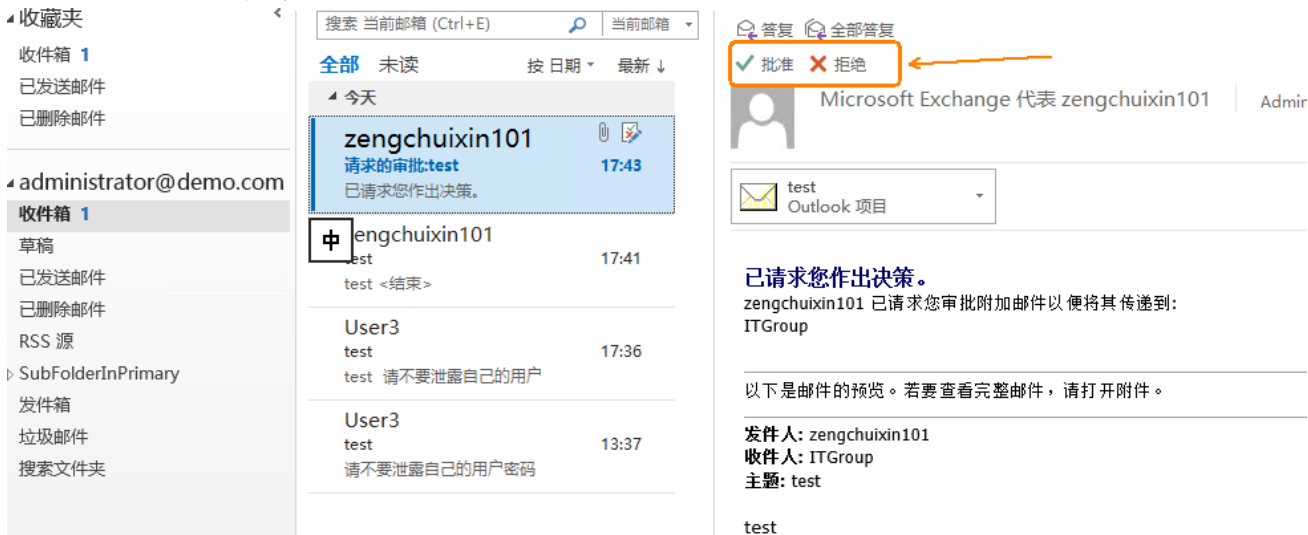 收藏夹
收件箱 1
已发送邮件
已删除邮件
administrator@demo.com
收件箱 1
草稿
已发送邮件
已删除邮件
RSS 源
SubFolderInPrimary
发件箱
垃圾邮件
搜索文件夹
搜索 当前邮箱 (Ctrl+E) 当前邮箱
全部 未读 按 日期 最新 ↓
今天
zengchuixin101
请求的审批:test 17:43
已请求您作出决策。
中
engchuixin101
est 17:41
test <结束>
User3
test 17:36
test 请不要泄露自己的用户
User3
test 13:37
请不要泄露自己的用户密码
答复 全部答复
批准 拒绝
Microsoft Exchange 代表 zengchuixin101 Admin
test
Outlook 项目
已请求您作出决策。
zengchuixin101 已请求您审批附加邮件以便将其传递到:
ITGroup
以下是邮件的预览。若要查看完整邮件，请打开附件。
发件人: zengchuixin101
收件人: ITGroup
主题: test
test